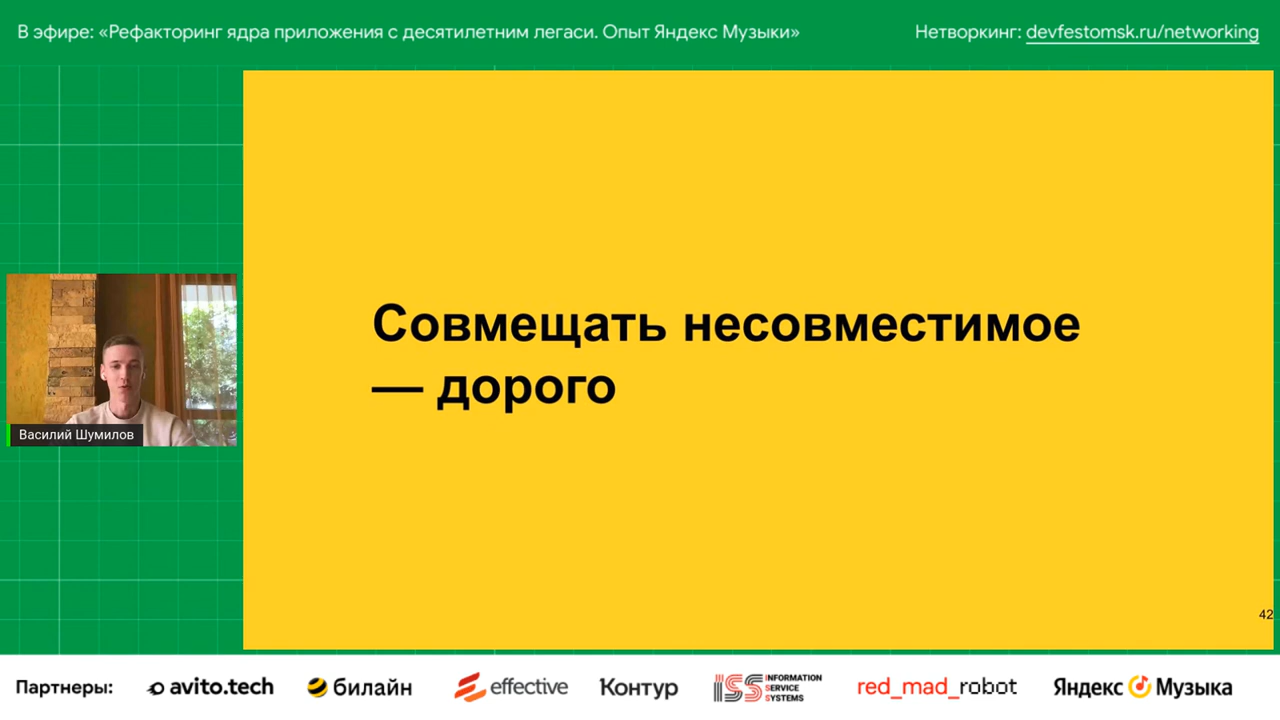 В эфире: «Рефакторинг ядра приложения с десятилетним легаси. Опыт Яндекс Музыки»
Нетворкинг: devfestomsk.ru/networking
Совмещать несовместимое
— дорого
Василий Шумилов
42
Партнеры:
avito.tech
билайн
effective
Контур
ISS INFORMATION
SERVICE
SYSTEMS
red_mad_robot
Яндекс Музыка